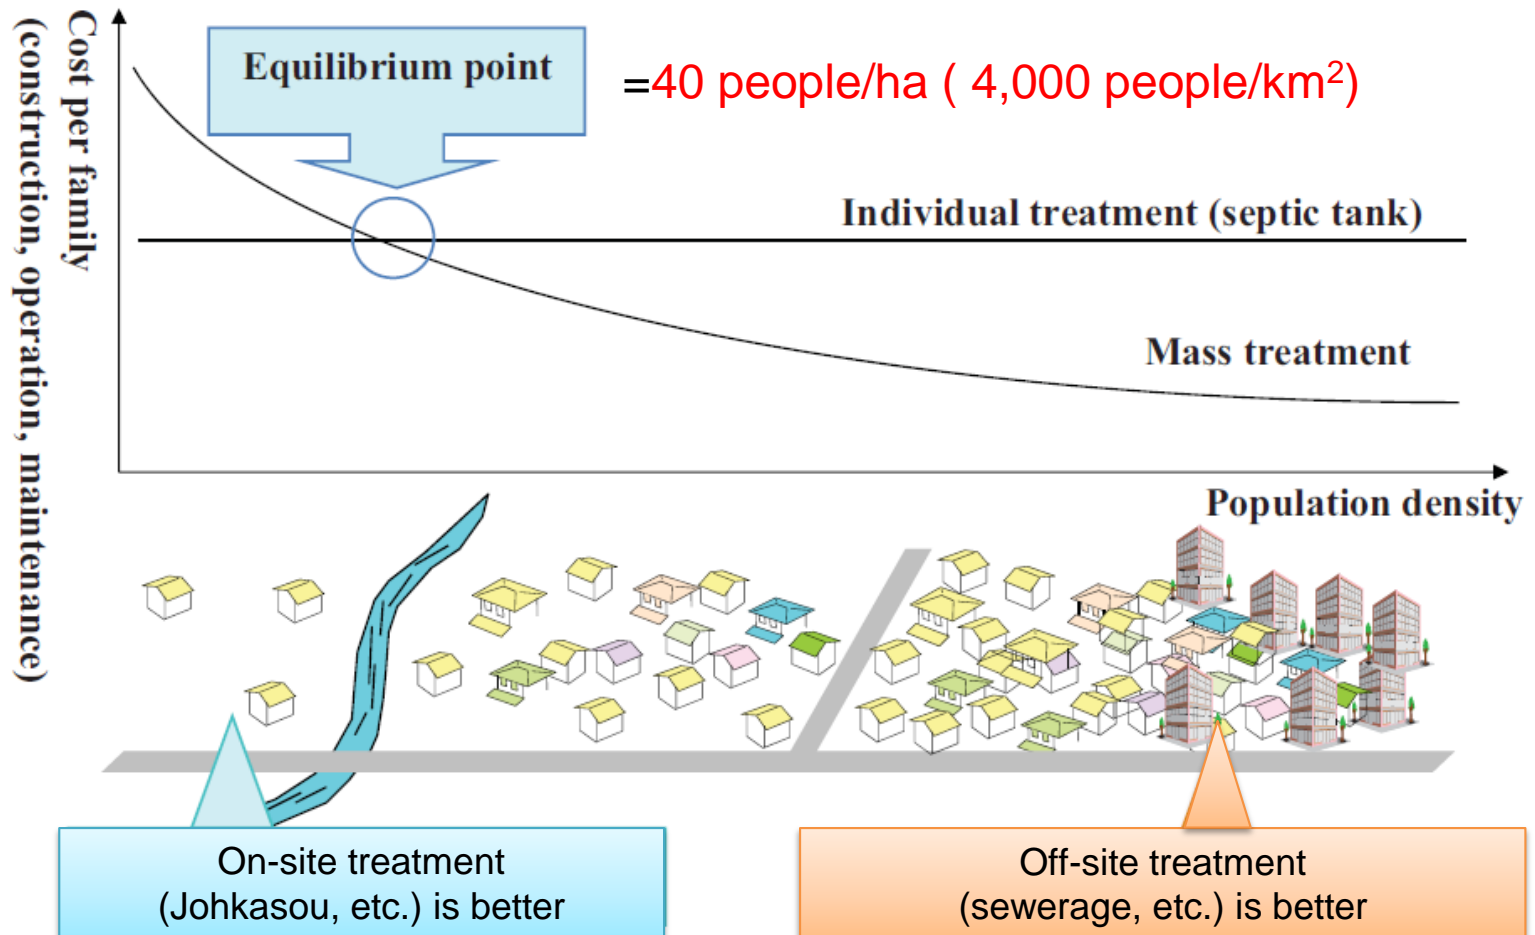 Cost per family
(construction, operation, maintenance)
Equilibrium point
=40 people/ha ( 4,000 people/km²)
Individual treatment (septic tank)
Mass treatment
Population density
On-site treatment
(Johkasou, etc.) is better
Off-site treatment
(sewerage, etc.) is better